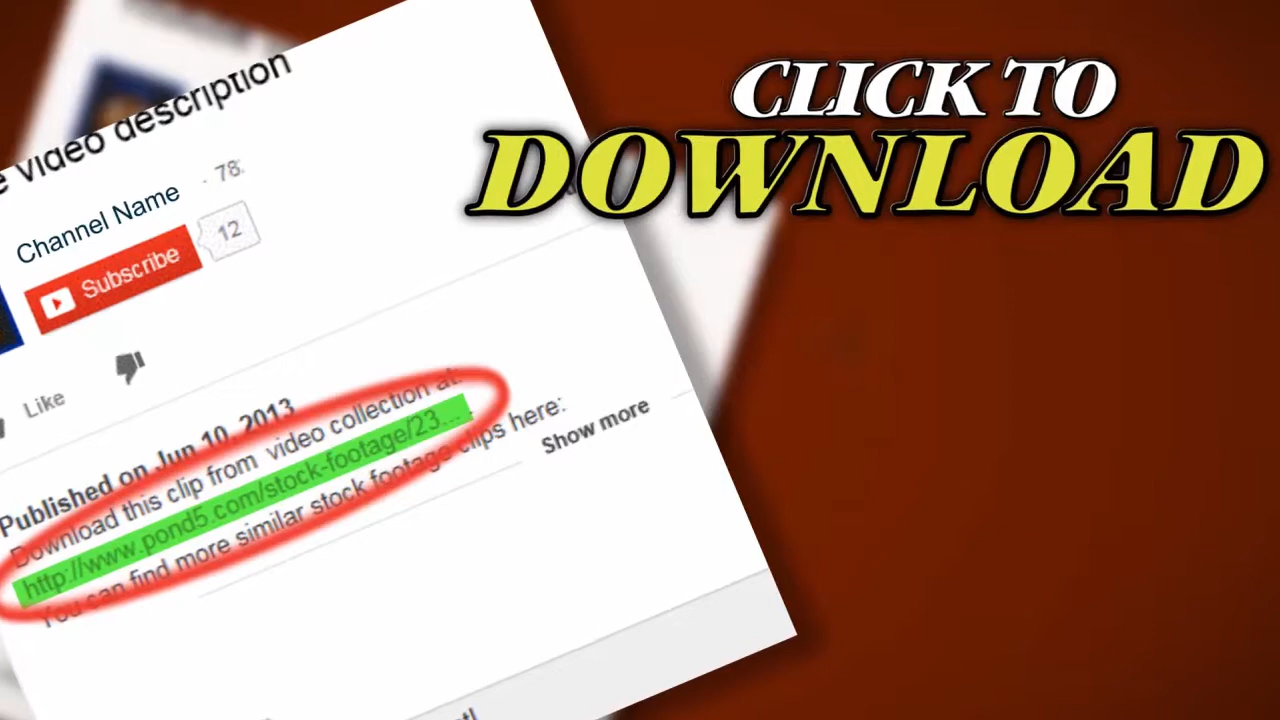 CLICK TO
DOWNLOAD
video description
Channel Name
Subscribe
12
Like
Published on Jun 10, 2013
Download this clip from video collection at:
http://www.pond5.com/stock-footage/23...
You can find more similar stock footage clips here:
Show more